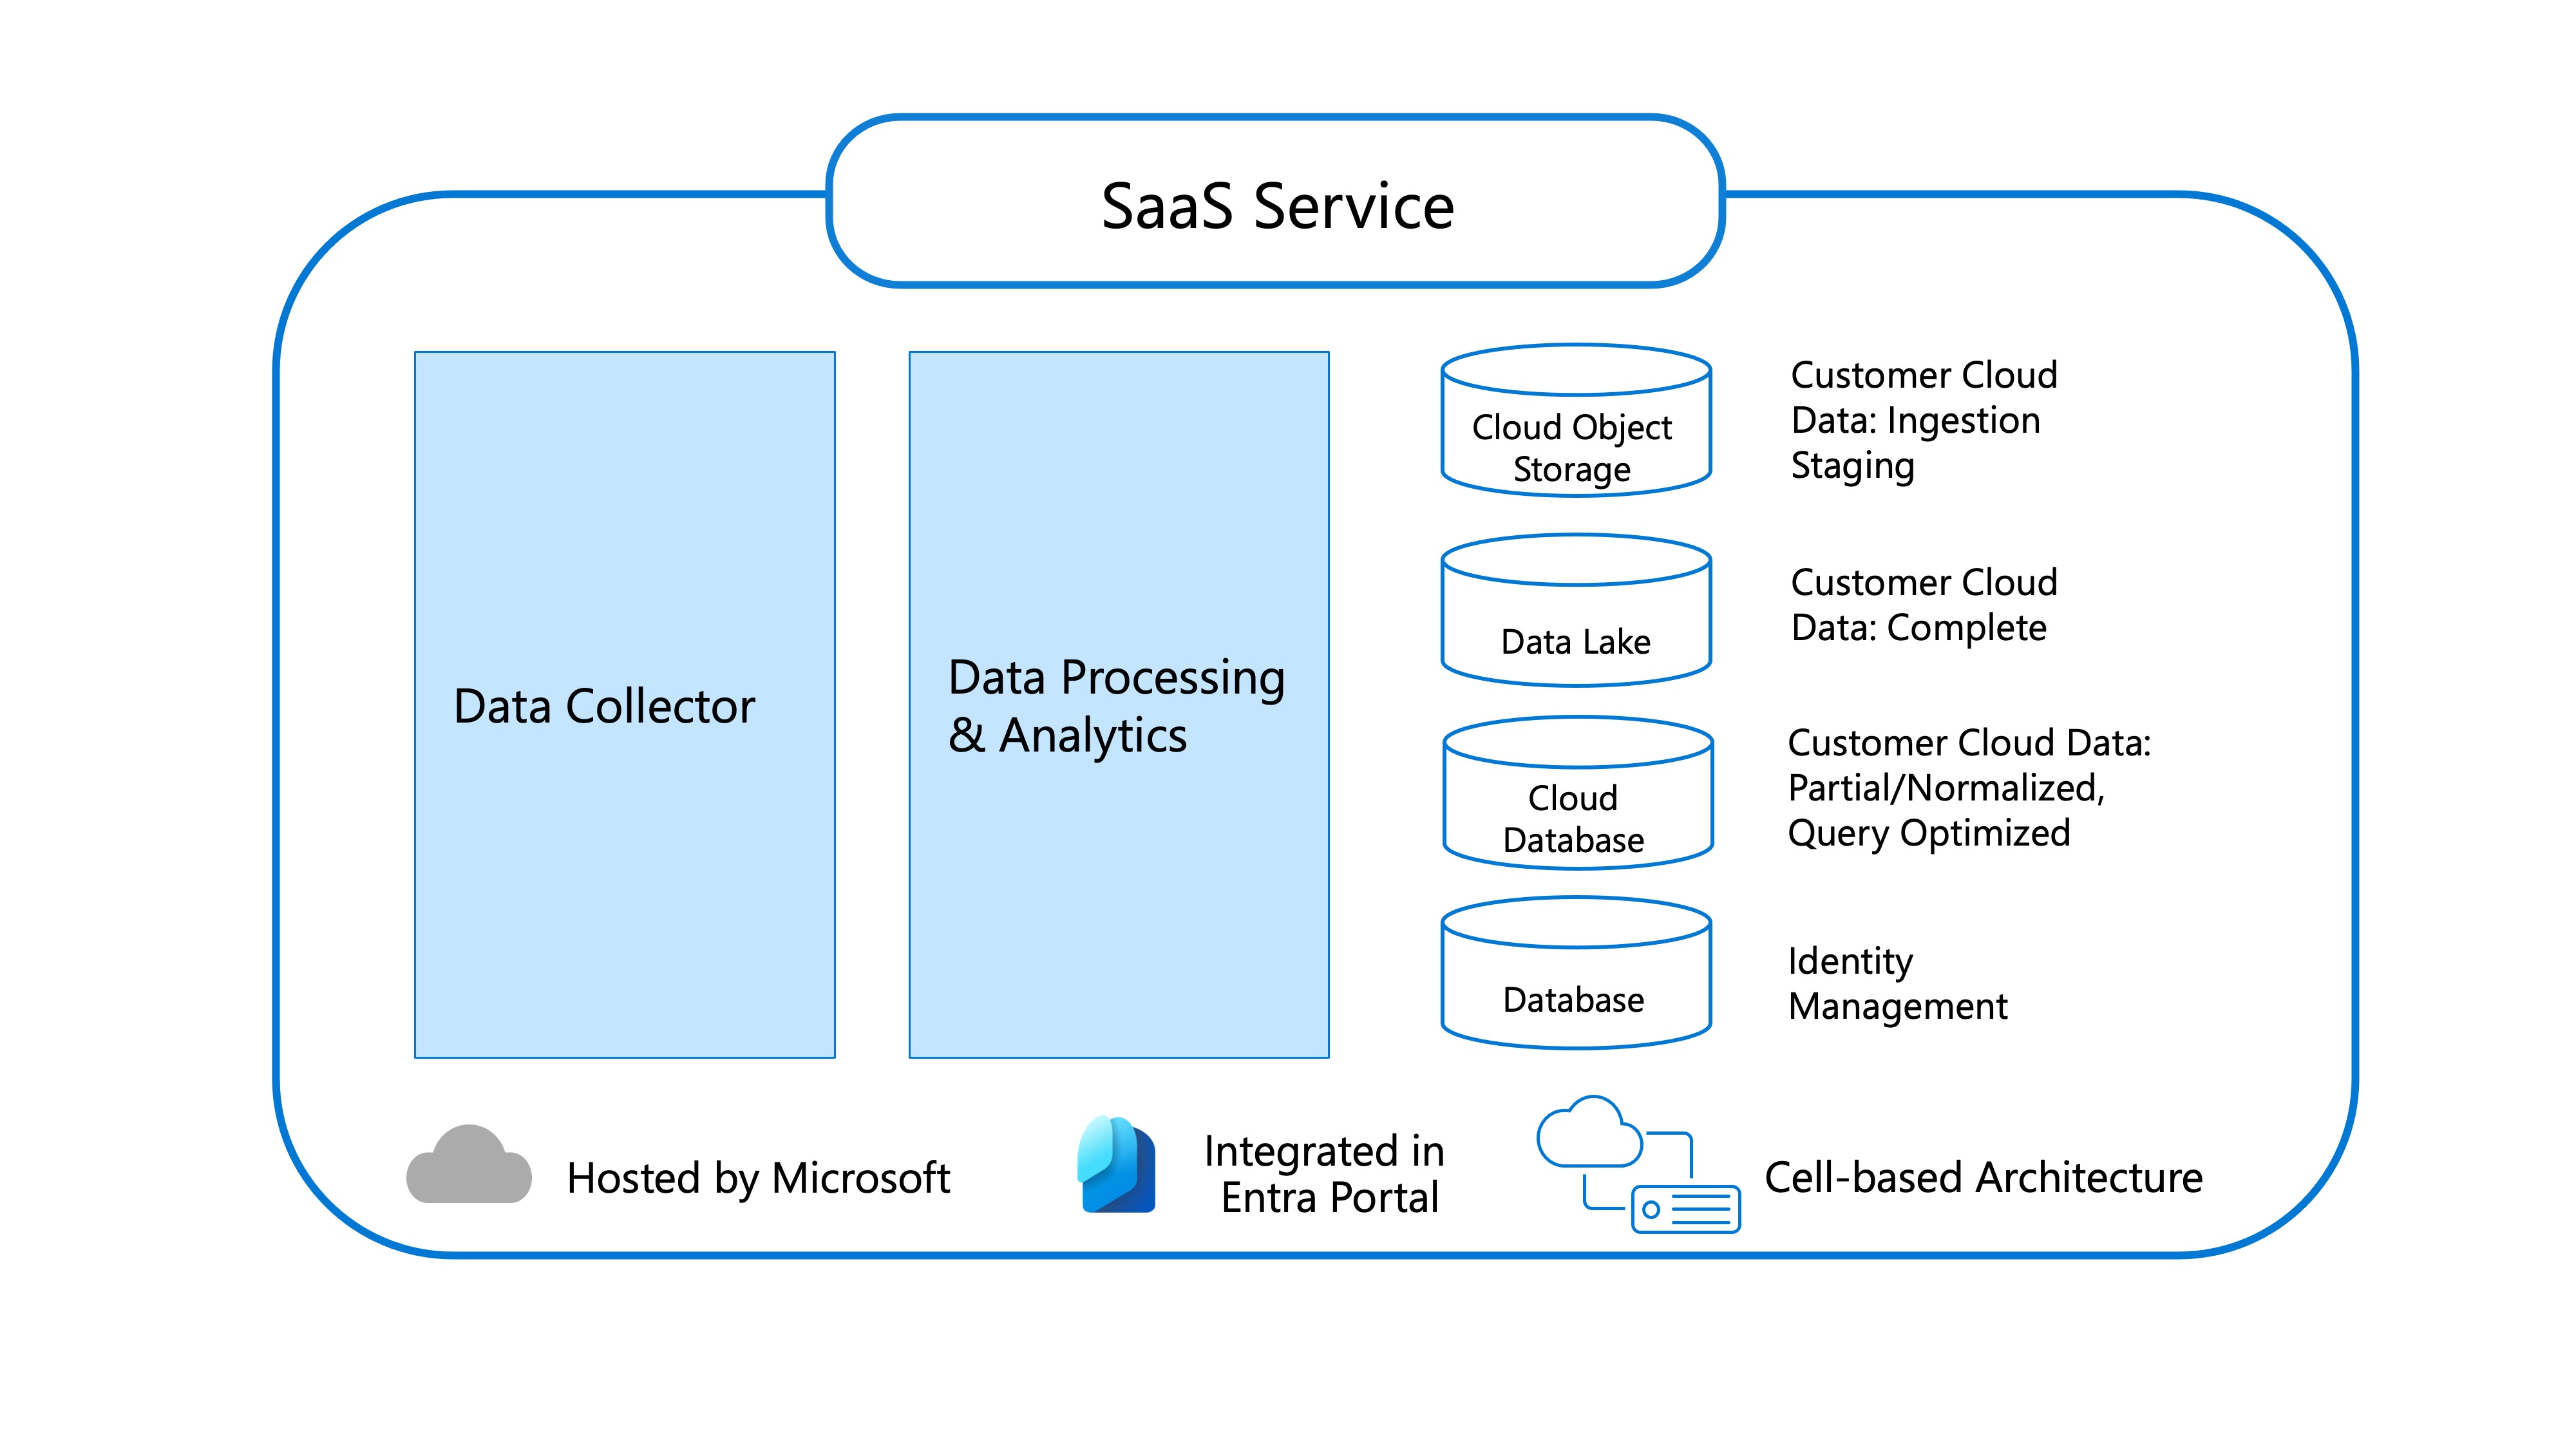 SaaS Service
Data Collector
Data Processing
& Analytics
Cloud Object
Storage
Customer Cloud
Data: Ingestion
Staging
Data Lake
Customer Cloud
Data: Complete
Cloud
Database
Customer Cloud Data:
Partial/Normalized,
Query Optimized
Database
Identity
Management
Hosted by Microsoft
Integrated in
Entra Portal
Cell-based Architecture